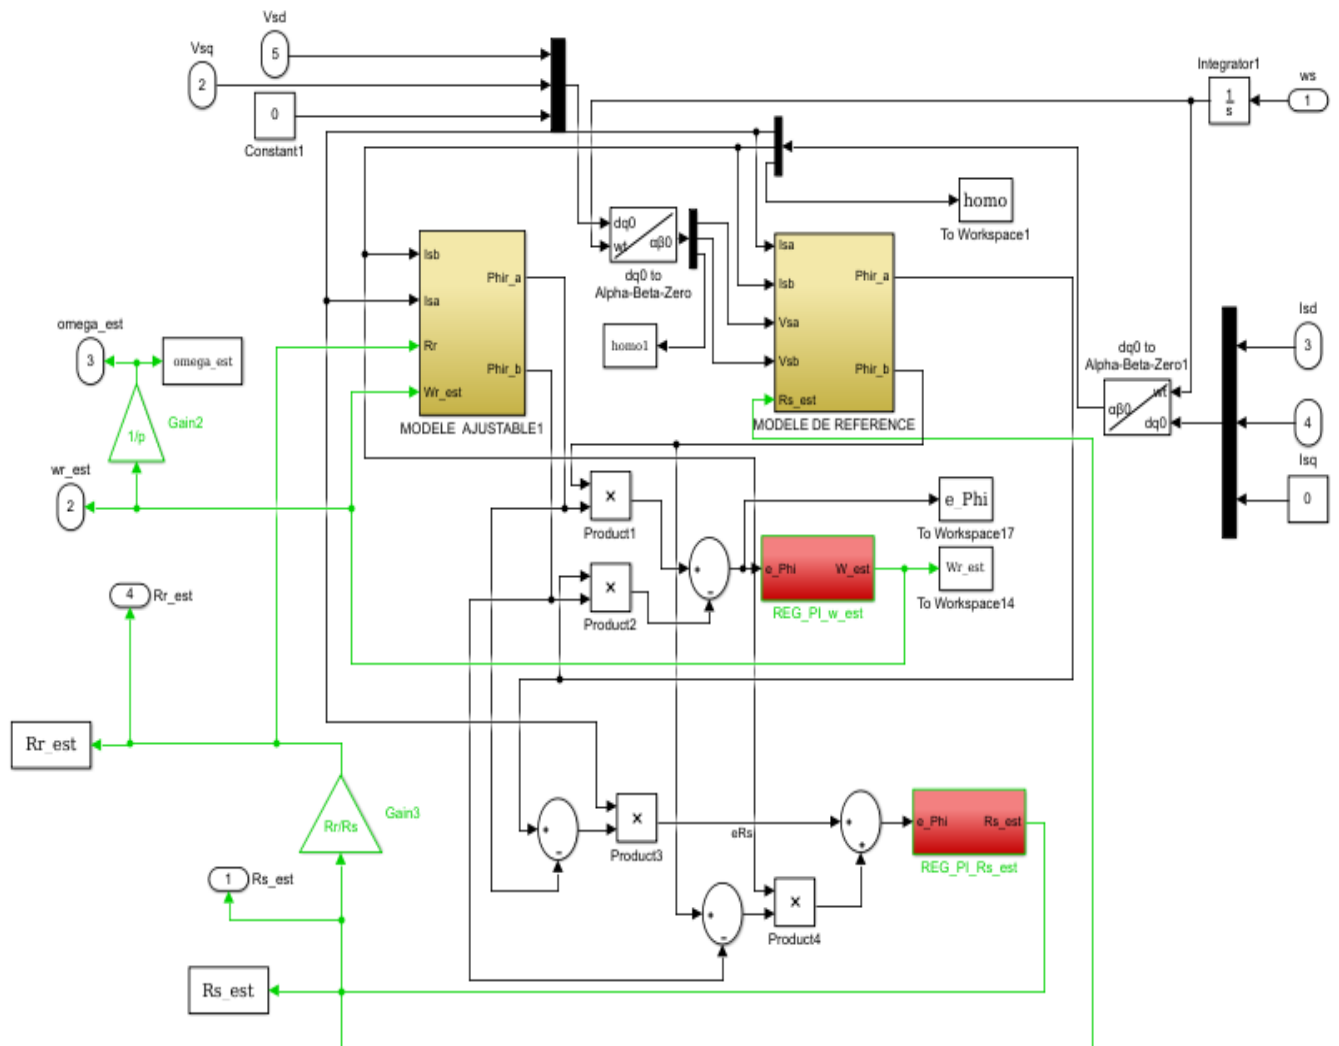 Vsd
5
Vsq
2
0
Constant1
Integrator1
1
s
ws
1
homo
To Workspace1
dq0
wt
αβ0
dq0 to
Alpha-Beta-Zero
homo1
Isb
Isa
Rr
Wr_est
Phir_a
Phir_b
MODELE AJUSTABLE1
Isa
Isb
Vsa
Vsb
Rs_est
Phir_a
Phir_b
MODELE DE REFERENCE
Isd
3
dq0 to
Alpha-Beta-Zero1
αβ0
wt
dq0
4
Isq
0
omega_est
3
omega_est
1/p
Gain2
wr_est
2
×
Product1
×
Product2
+
−
e_Phi
To Workspace17
e_Phi
W_est
REG_PI_w_est
Wr_est
To Workspace14
4
Rr_est
Rr_est
Rr/Rs
Gain3
+
−
×
Product3
eRs
+
+
e_Phi
Rs_est
REG_PI_Rs_est
1
Rs_est
+
−
×
Product4
Rs_est